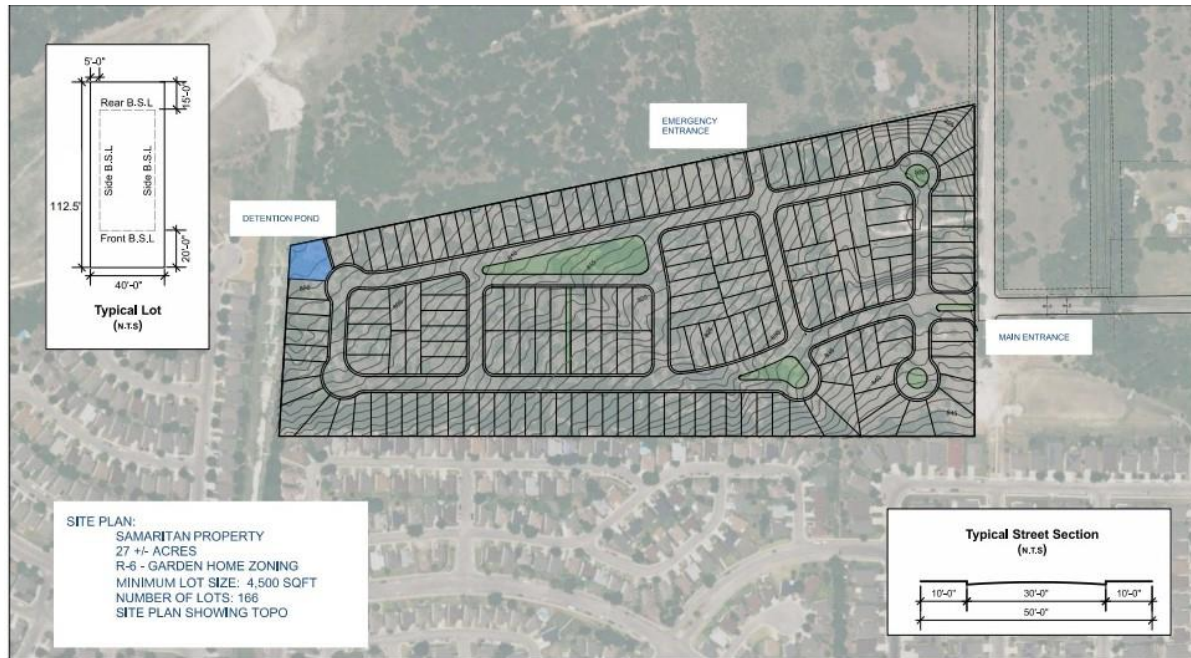 5'-0"
15'-0"
Rear B.S.L
Side B.S.L
Side B.S.L
112.5'
Front B.S.L
20'-0"
40'-0"
Typical Lot
(N.T.S)
EMERGENCY
ENTRANCE
DETENTION POND
MAIN ENTRANCE
SITE PLAN:
SAMARITAN PROPERTY
27 +/- ACRES
R-6 - GARDEN HOME ZONING
MINIMUM LOT SIZE: 4,500 SQFT
NUMBER OF LOTS: 166
SITE PLAN SHOWING TOPO
Typical Street Section
(N.T.S)
10'-0"
30'-0"
10'-0"
50'-0"